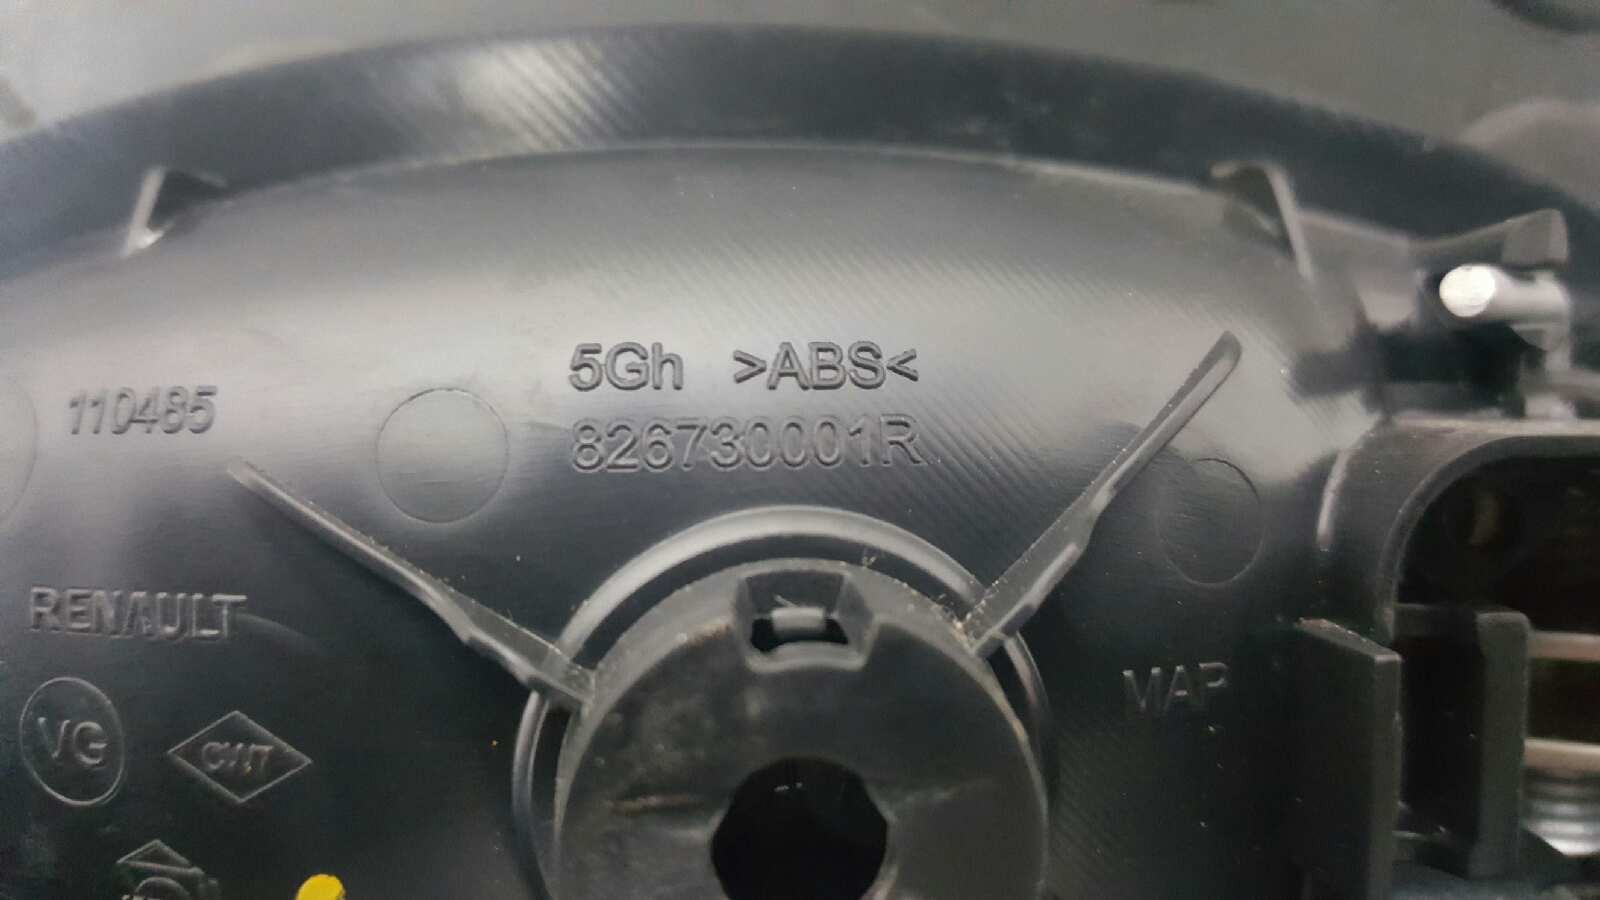 5Gh >ABS<
110485
826730001R
RENAULT
MAP
VG